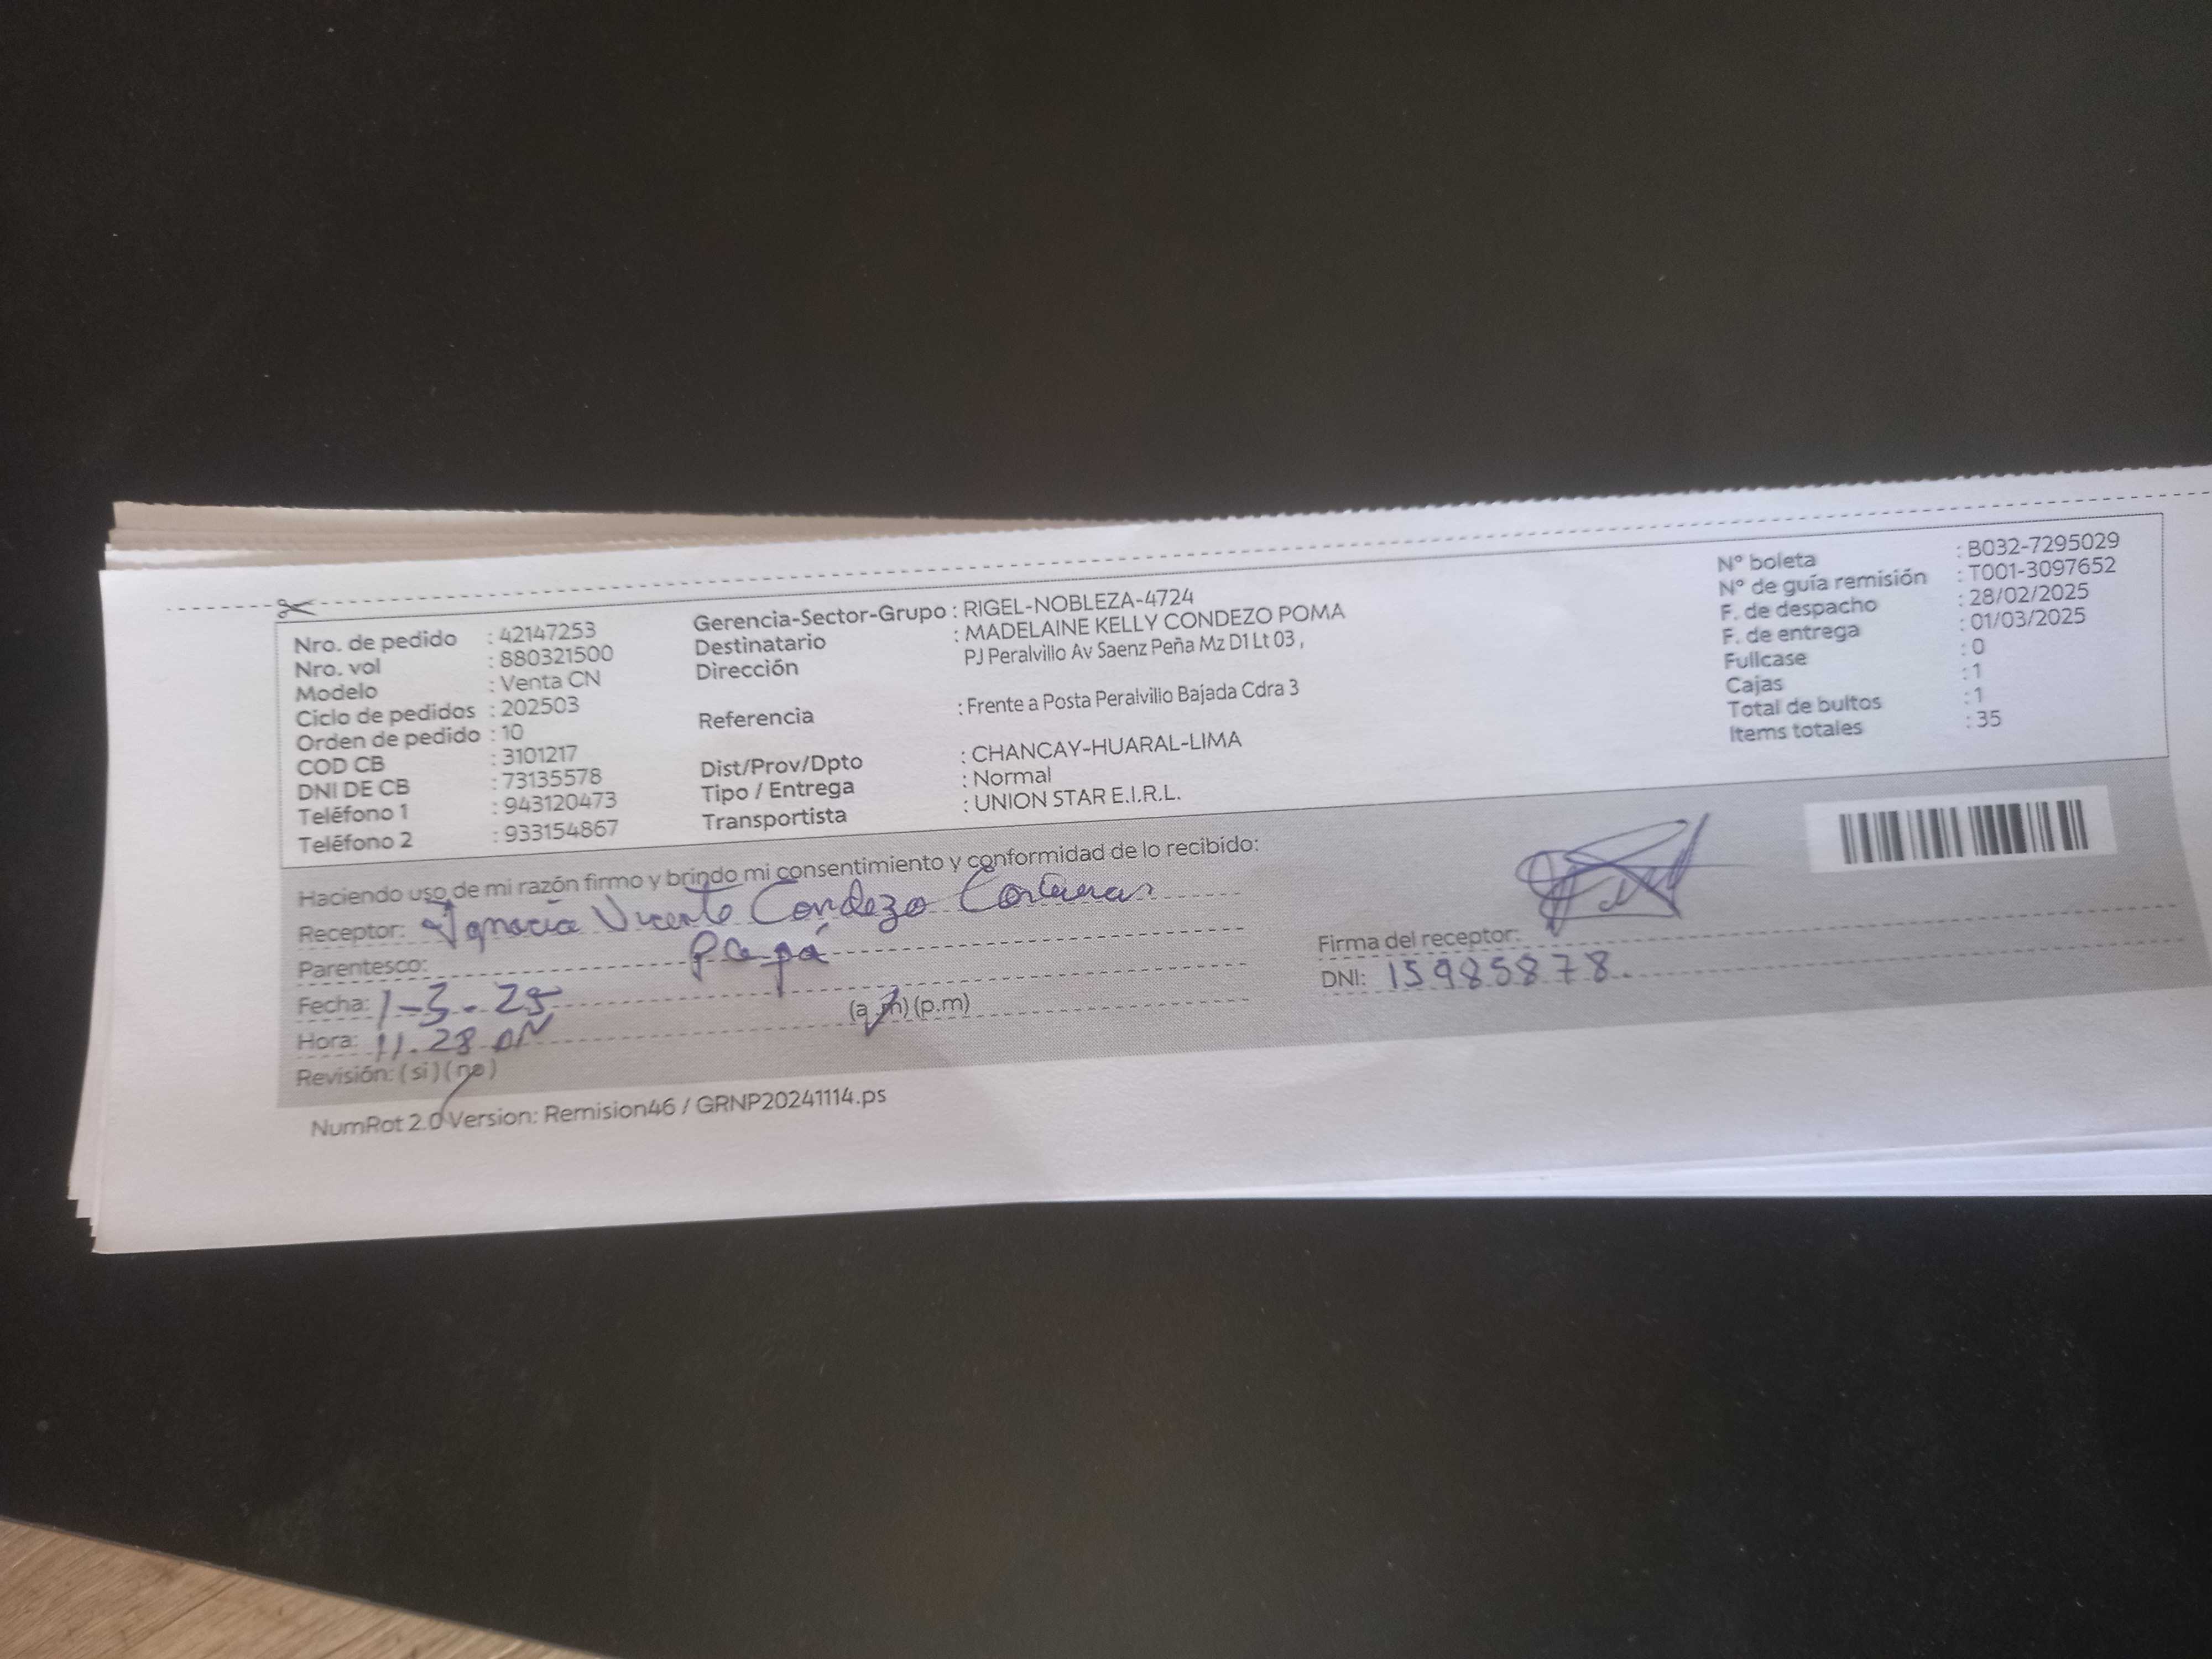 Nro. de pedido : 42147253
Nro. vol : 880321500
Modelo : Venta CN
Ciclo de pedidos : 202503
Orden de pedido : 10
COD CB : 3101217
DNI DE CB : 73135578
Teléfono 1 : 943120473
Teléfono 2 : 933154867
Gerencia-Sector-Grupo : RIGEL-NOBLEZA-4724
Destinatario : MADELAINE KELLY CONDEZO POMA
Dirección PJ Peralvillo Av Saenz Peña Mz D1 Lt 03 ,
Referencia : Frente a Posta Peralvillo Bajada Cdra 3
Dist/Prov/Dpto : CHANCAY-HUARAL-LIMA
Tipo / Entrega : Normal
Transportista : UNION STAR E.I.R.L.
N° boleta : B032-7295029
N° de guía remisión : T001-3097652
F. de despacho : 28/02/2025
F. de entrega : 01/03/2025
Fullcase : 0
Cajas : 1
Total de bultos : 1
Items totales : 35
Haciendo uso de mi razón firmo y brindo mi consentimiento y conformidad de lo recibido:
Receptor: Vicente Condezo
Parentesco: Papá
Fecha: 1-3-25
Hora: 11.28 AM (a.m) (p.m)
Revisión: (si) (no)
Firma del receptor:
DNI: 15985878.
NumRot 2.0 Version: Remision46 / GRNP20241114.ps